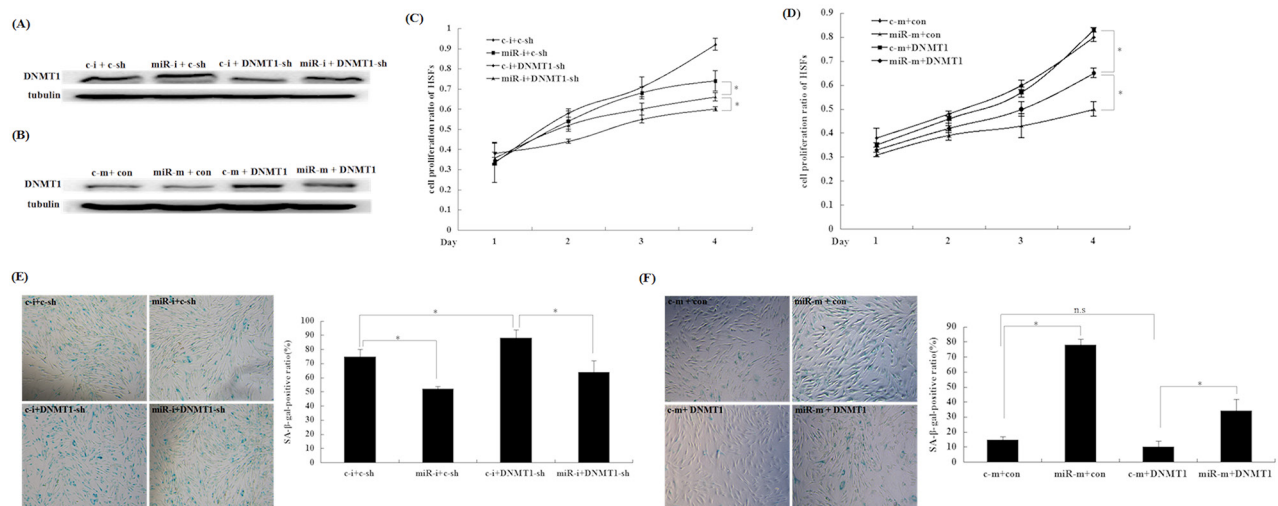 (A)
c-i + c-sh miR-i + c-sh c-i + DNMT1-sh miR-i + DNMT1-sh
DNMT1
tubulin
(B)
c-m+ con miR-m + con c-m + DNMT1 miR-m + DNMT1
DNMT1
tubulin
(C)
cell proliferation ratio of HSFs
1
0.9
0.8
0.7
0.6
0.5
0.4
0.3
0.2
0.1
0
c-i+c-sh
miR-i+c-sh
c-i+DNMT1-sh
miR-i+DNMT1-sh
*
*
Day 1 2 3 4
(D)
cell proliferation ratio of HSFs
0.9
0.8
0.7
0.6
0.5
0.4
0.3
0.2
0.1
0
c-m+con
miR-m+con
c-m+DNMT1
miR-m+DNMT1
*
*
Day 1 2 3 4
(E)
c-i+c-sh miR-i+c-sh
c-i+DNMT1-sh miR-i+DNMT1-sh
SA-β-gal-positive ratio(%)
100
90
80
70
60
50
40
30
20
10
0
* * *
c-i+c-sh miR-i+c-sh c-i+DNMT1-sh miR-i+DNMT1-sh
(F)
c-m + con miR-m + con
c-m+ DNMT1 miR-m + DNMT1
SA-β-gal-positive ratio(%)
90
80
70
60
50
40
30
20
10
0
n.s
* *
c-m+con miR-m+con c-m+DNMT1 miR-m+DNMT1